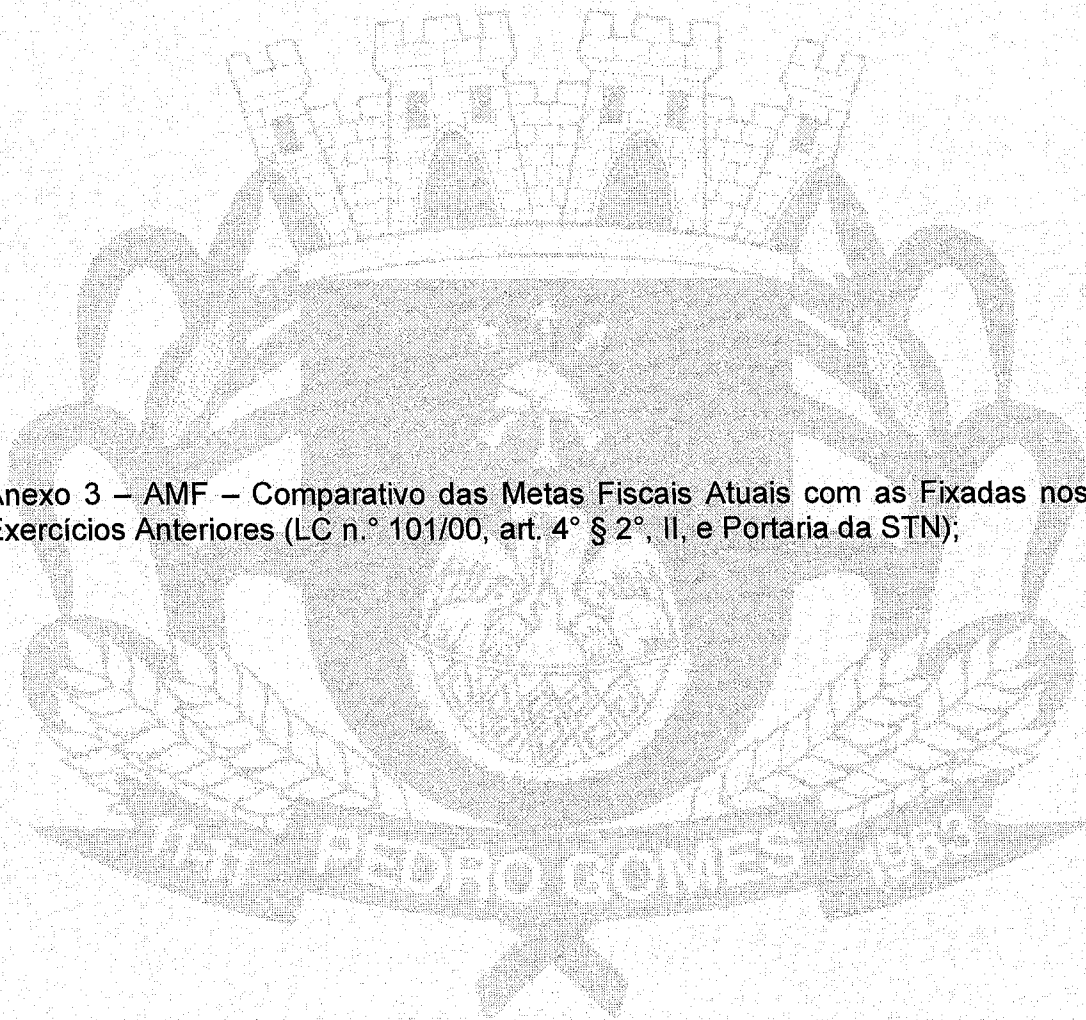 Anexo 3 – AMF – Comparativo das Metas Fiscais Atuais com as Fixadas nos
Exercícios Anteriores (LC n.° 101/00, art. 4° § 2°, II, e Portaria da STN);
PEDRO GOMES 1963